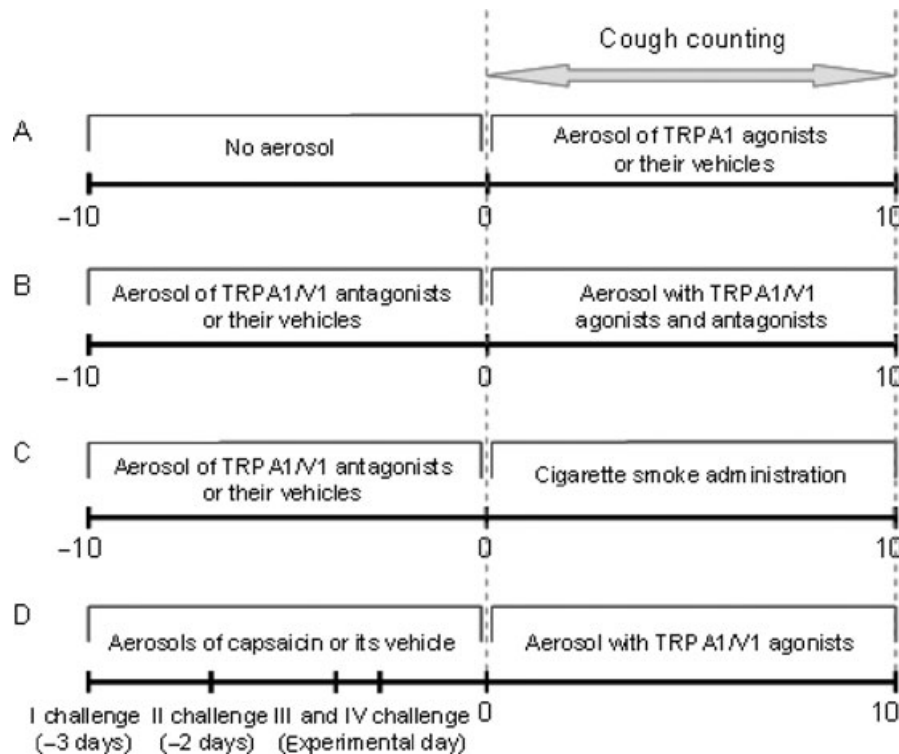 Cough counting
A
No aerosol
Aerosol of TRPA1 agonists
or their vehicles
–10
0
10
B
Aerosol of TRPA1/V1 antagonists
or their vehicles
Aerosol with TRPA1/V1
agonists and antagonists
–10
0
10
C
Aerosol of TRPA1/V1 antagonists
or their vehicles
Cigarette smoke administration
–10
0
10
D
Aerosols of capsaicin or its vehicle
Aerosol with TRPA1/V1 agonists
I challenge
(–3 days)
II challenge
(–2 days)
III and IV challenge
(Experimental day)
0
10